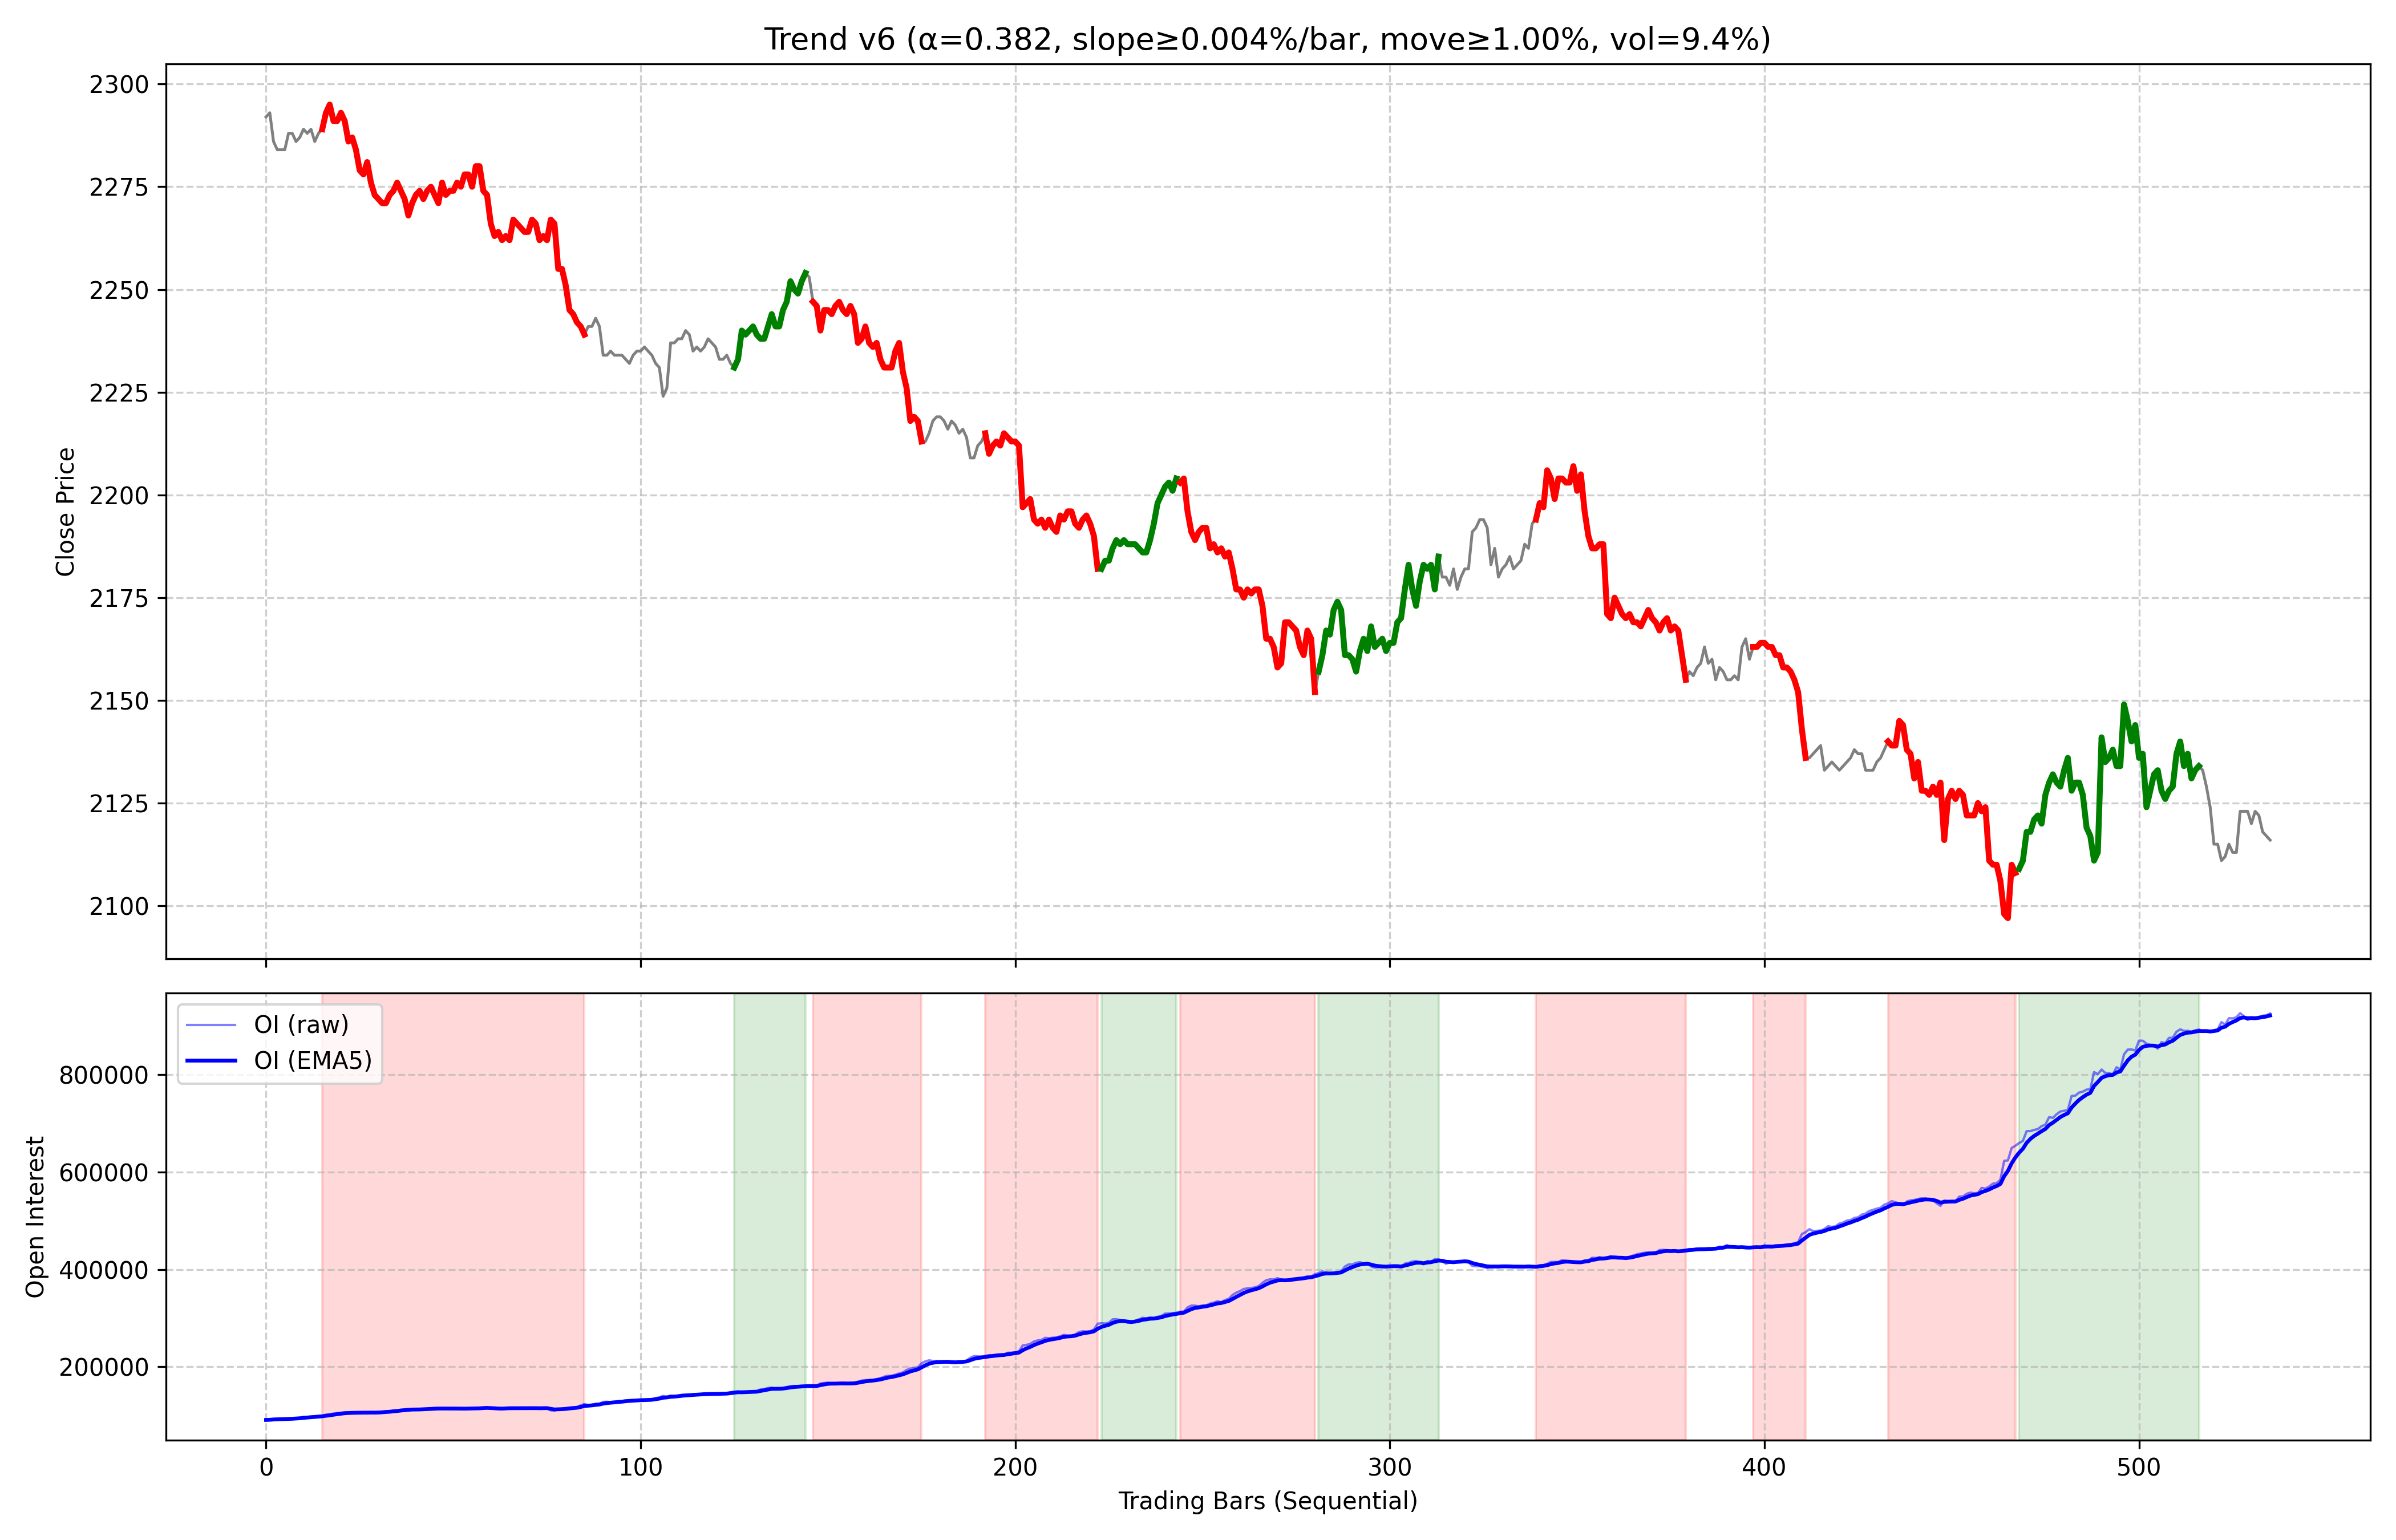 Trend v6 (α=0.382, slope≥0.004%/bar, move≥1.00%, vol=9.4%)
2300
2275
2250
2225
2200
2175
2150
2125
2100
Close Price
OI (raw)
OI (EMA5)
800000
600000
400000
200000
Open Interest
0 100 200 300 400 500
Trading Bars (Sequential)